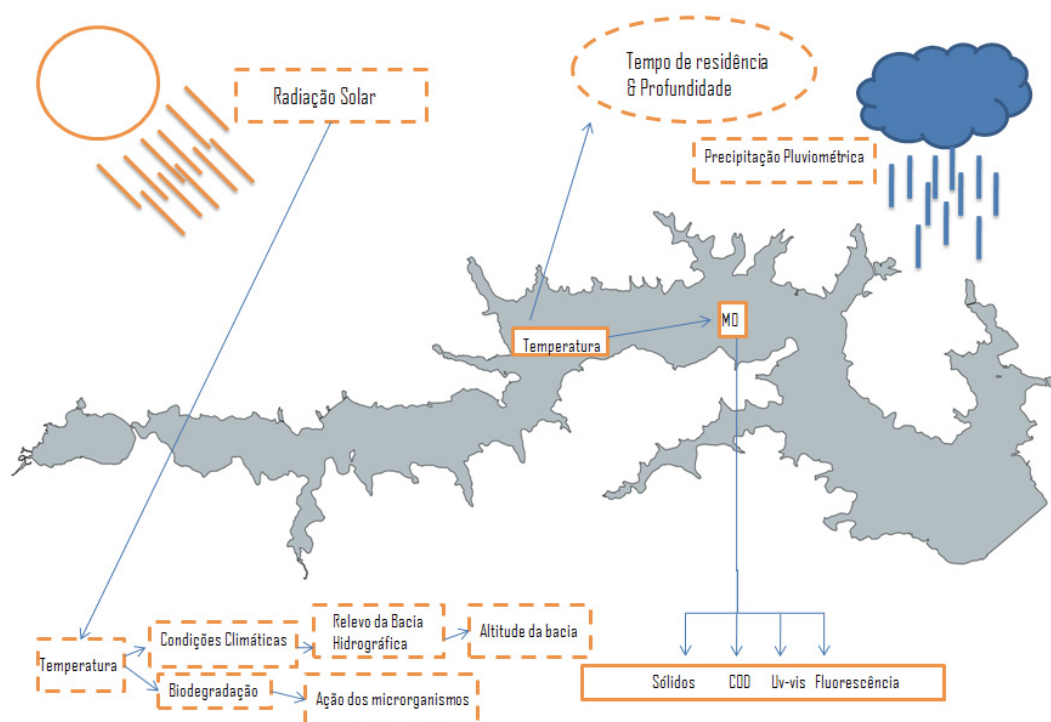 Radiação Solar
Tempo de residência
& Profundidade
Precipitação Pluviométrica
Temperatura
MO
Temperatura
Condições Climáticas
Relevo da Bacia
Hidrográfica
Altitude da bacia
Biodegradação
Ação dos microrganismos
Sólidos COD Uv-vis Fluorescência